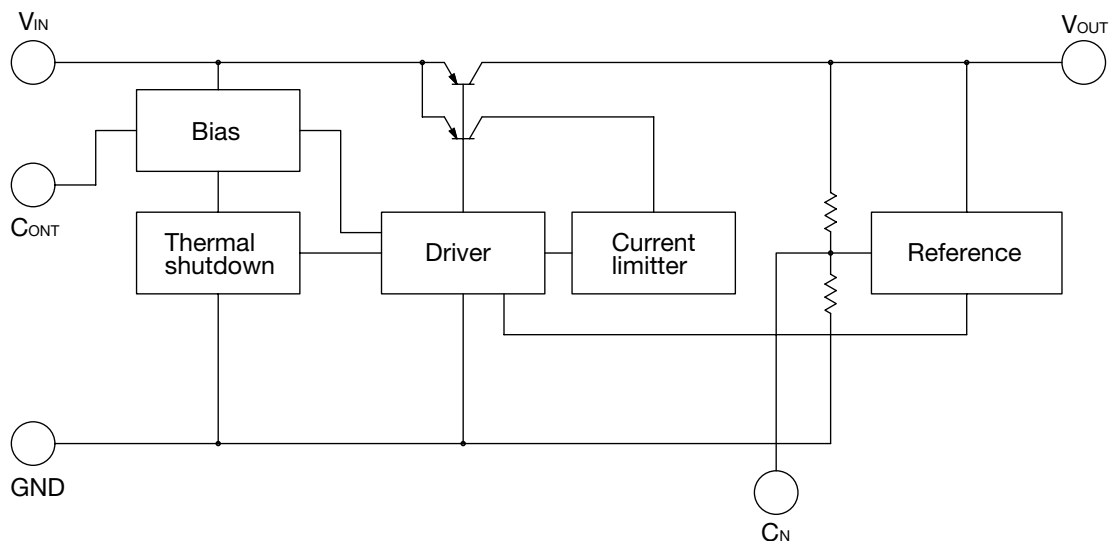 VIN
VOUT
Bias
CONT
Thermal
shutdown
Driver
Current
limitter
Reference
GND
CN